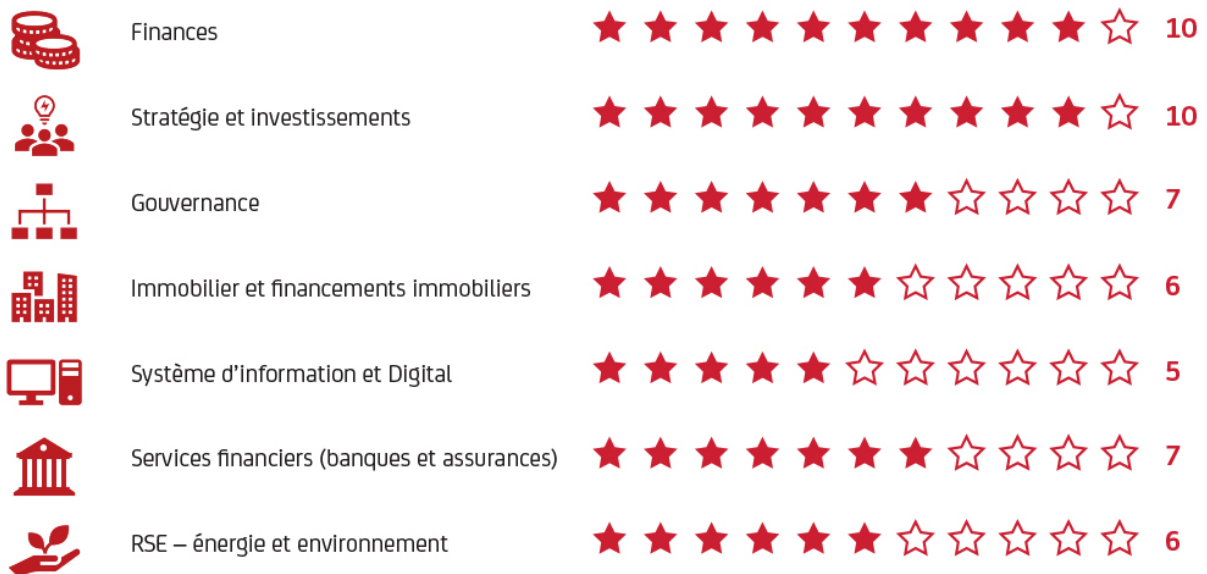 Finances 10
Stratégie et investissements 10
Gouvernance 7
Immobilier et financements immobiliers 6
Système d'information et Digital 5
Services financiers (banques et assurances) 7
RSE – énergie et environnement 6